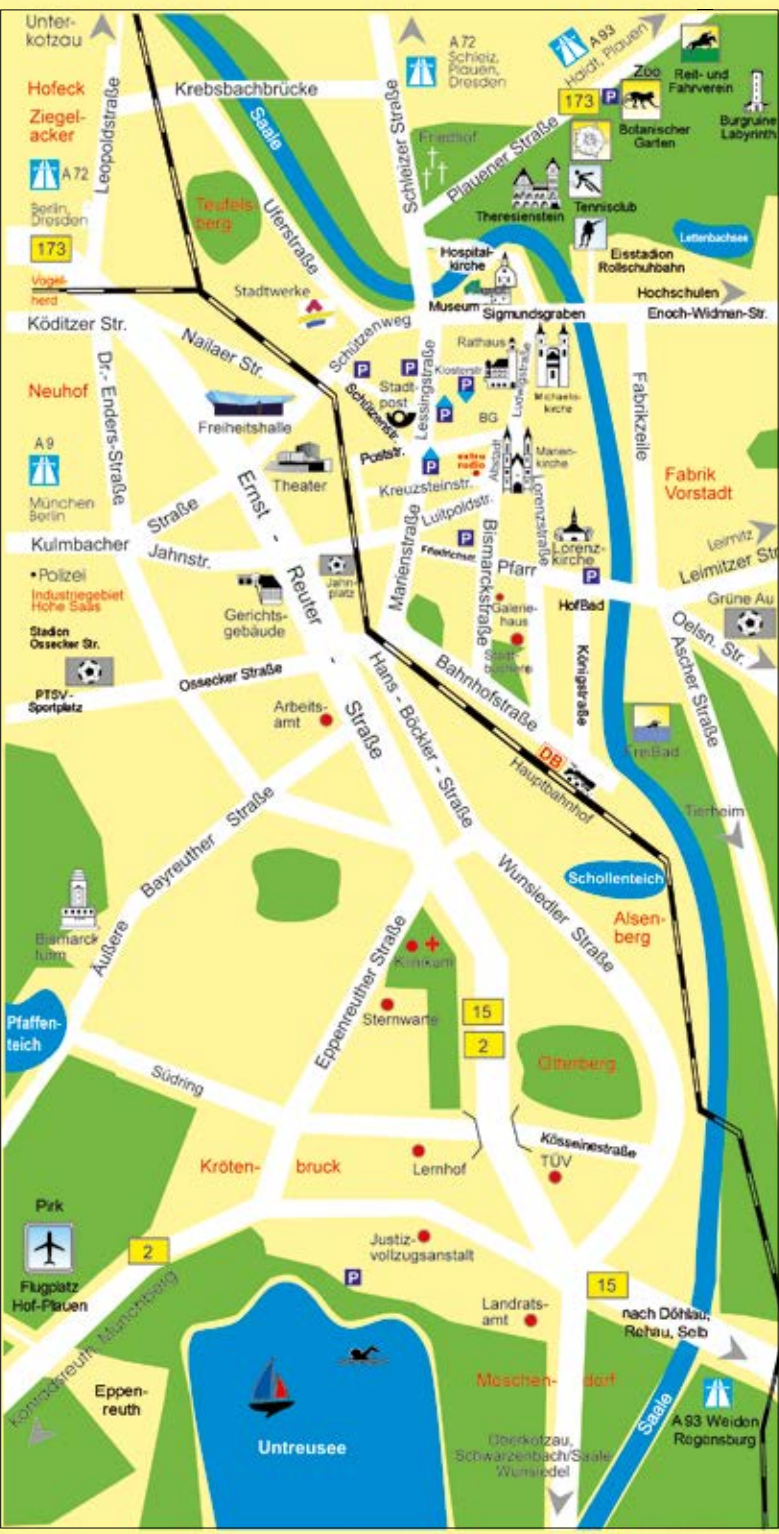 Unter-
kotzau
A 72
Schleiz,
Plauen,
Dresden
A 93
Haidt, Plauen
Zoo
Reit- und
Fahrverein
173
P
Botanischer
Garten
Burgruine
Labyrinth
Hofeck
Ziegel-
acker
Leopoldstraße
Krebsbachbrücke
Saale
Schleizer Straße
Friedhof
Plauener Straße
A 72
Berlin,
Dresden
173
Teufels-
berg
Uferstraße
Theresienstein
Tennisclub
Lettenbachsee
Eisstadion
Rollschuhbahn
Hospital-
kirche
Museum
Sigmundsgraben
Hochschulen
Enoch-Widman-Str.
Vogel-
herd
Stadtwerke
Köditzer Str.
Nailaer Str.
Schützenweg
Rathaus
Ludwigstraße
Michaelis-
kirche
Fabrikzeile
Dr.- Enders-Straße
Neuhof
P
P
Stadt-
post
Lessingstraße
Klosterstr.
P
P
Schützenstr.
Poststr.
BG
Freiheitshalle
Theater
extra
radio
P
Altstadt
Marien-
kirche
Kreuzsteinstr.
Luitpoldstr.
Lorenzstraße
Fabrik
Vorstadt
A 9
München
Berlin
Ernst - Reuter - Straße
Kulmbacher Straße
Jahnstr.
Marienstraße
P
Friedrichstr.
Bismarckstraße
Pfarr
Lorenz-
kirche
P
Leimitz
Leimitzer Str
•Polizei
Industriegebiet
Hohe Saas
Stadion
Ossecker Str.
PTSV-
Sportplatz
Jahn-
platz
Gerichts-
gebäude
Galerie-
haus
HofBad
Grüne Au
Oelsn. Str.
Ascher Straße
Stadt-
bücherei
Königstraße
Ossecker Straße
Hans - Böckler - Straße
Bahnhofstraße
Arbeits-
amt
DB
Hauptbahnhof
FreiBad
Tierheim
Äußere Bayreuther Straße
Wunsiedler Straße
Schollenteich
Alsen-
berg
Bismarck
turm
Klinikum
Eppenreuther Straße
Sternwarte
15
2
Pfaffen-
teich
Otterberg
Südring
Kösseinestraße
Kröten-
bruck
Lernhof
TÜV
Pirk
Flugplatz
Hof-Plauen
2
Justiz-
vollzugsanstalt
P
15
Landrats-
amt
nach Döhlau,
Rehau, Selb
Konradsreuth Münchberg
Eppen-
reuth
Moschen-
dorf
Untreusee
Saale
A 93 Weiden
Regensburg
Oberkotzau,
Schwarzenbach/Saale
Wunsiedel